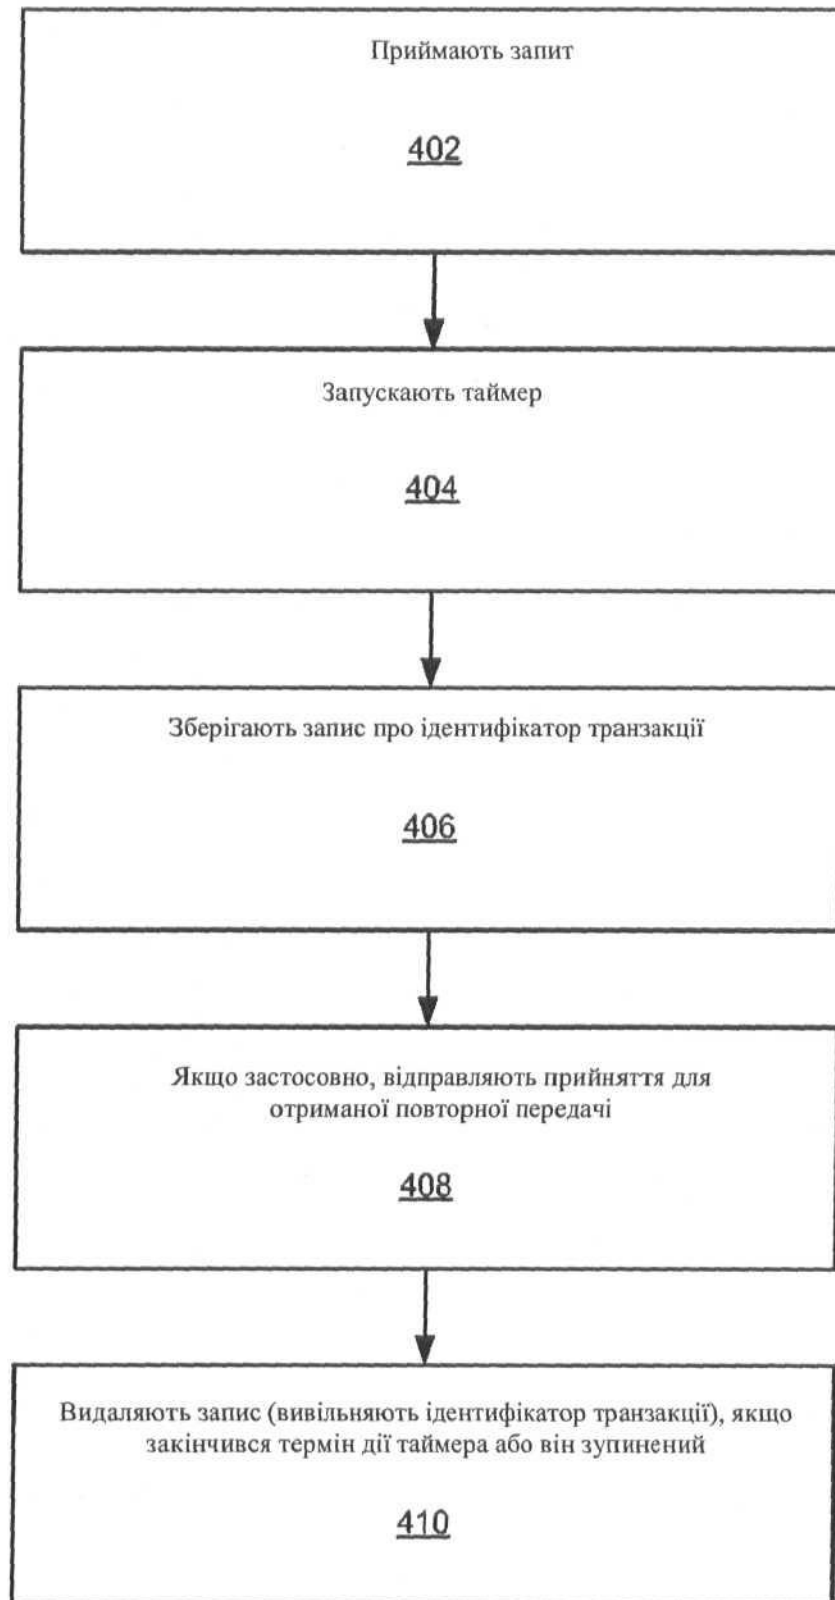 Приймають запит
402
Запускають таймер
404
Зберігають запис про ідентифікатор транзакції
406
Якщо застосовно, відправляють прийняття для
отриманої повторної передачі
408
Видаляють запис (вивільняють ідентифікатор транзакції), якщо
закінчився термін дії таймера або він зупинений
410